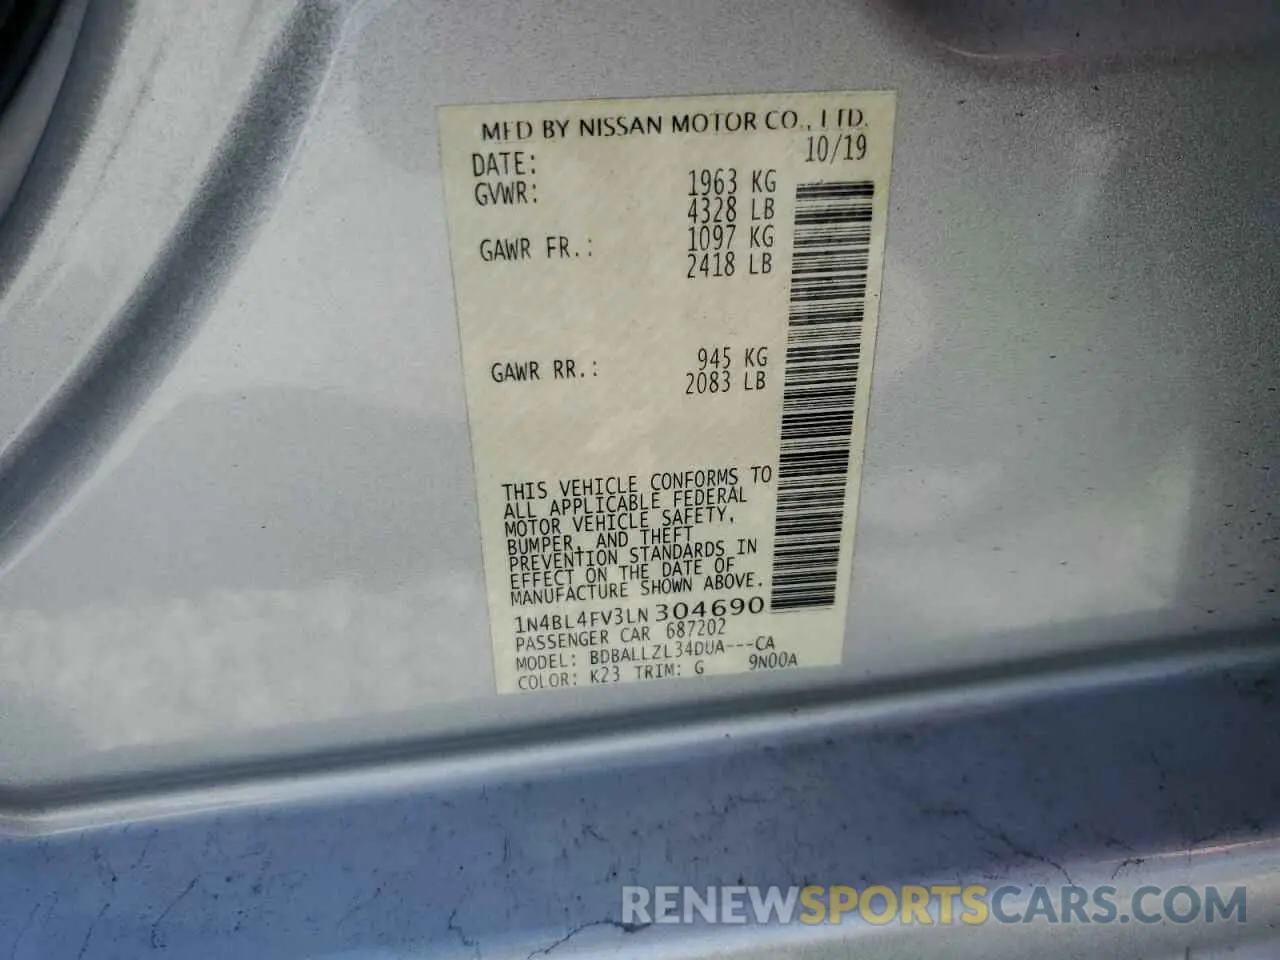 MFD BY NISSAN MOTOR CO., LTD.
DATE: 10/19
GVWR: 1963 KG
4328 LB
GAWR FR.: 1097 KG
2418 LB
GAWR RR.: 945 KG
2083 LB
THIS VEHICLE CONFORMS TO
ALL APPLICABLE FEDERAL
MOTOR VEHICLE SAFETY,
BUMPER, AND THEFT
PREVENTION STANDARDS IN
EFFECT ON THE DATE OF
MANUFACTURE SHOWN ABOVE.
1N4BL4FV3LN304690
PASSENGER CAR 687202
MODEL: BDBALLZL34DUA---CA
COLOR: K23 TRIM: G 9N00A
RENEWSPORTSCARS.COM